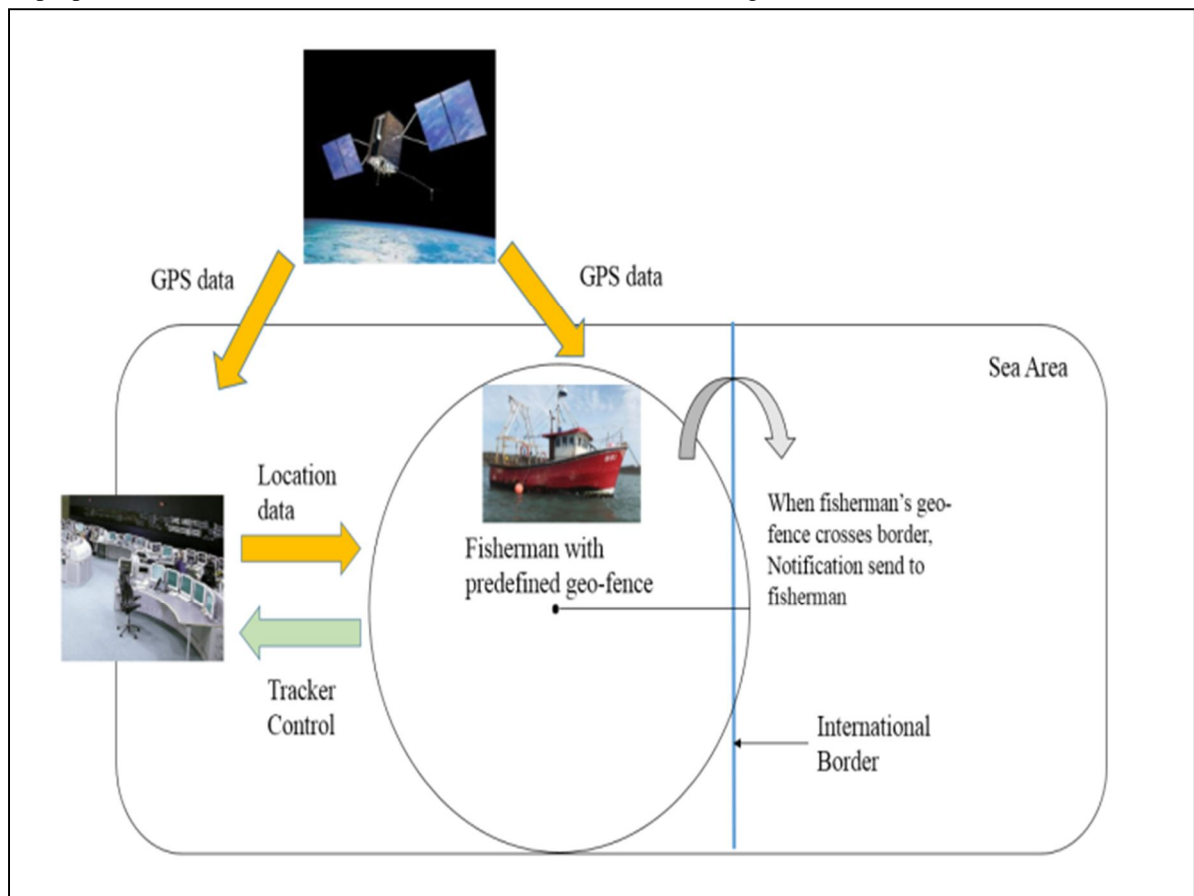 GPS data
GPS data
Sea Area
Location
data
Fisherman with
predefined geo-fence
When fisherman's geo-
fence crosses border,
Notification send to
fisherman
Tracker
Control
International
Border